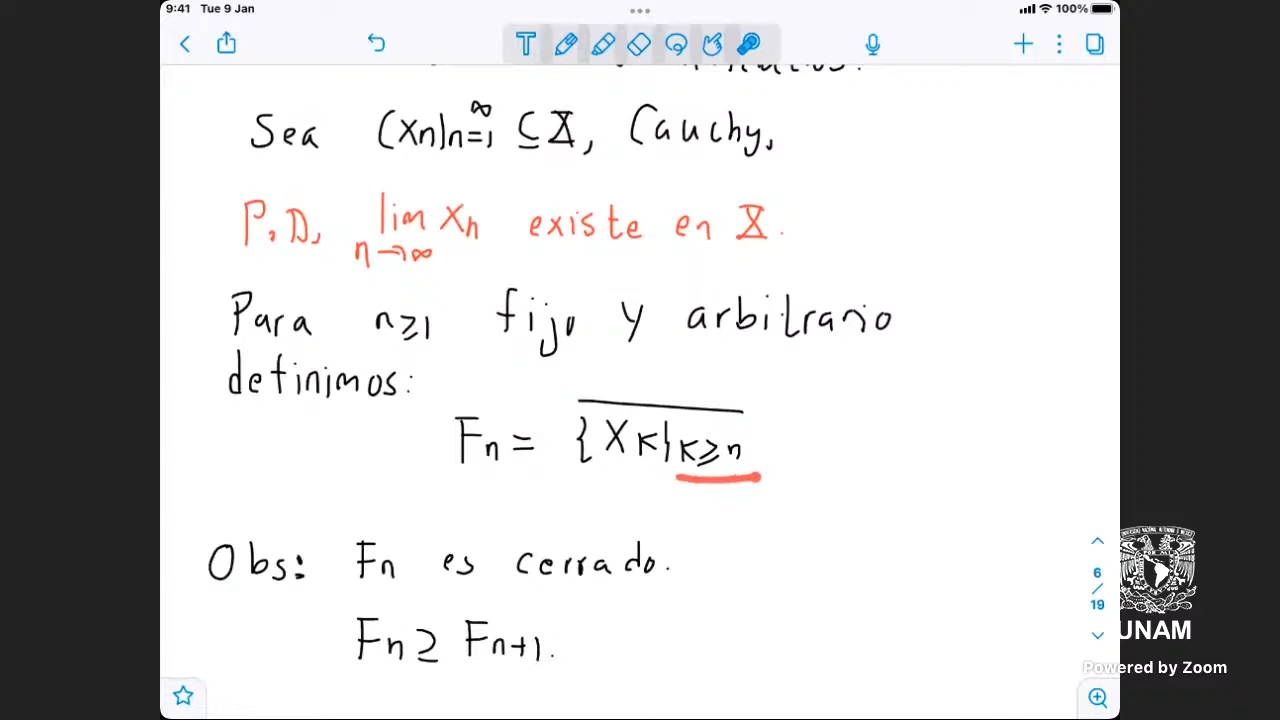 9:41 Tue 9 Jan 100%
Sea (Xn)n=1^∞ ⊆ X, Cauchy,
P.D. lim Xn existe en X.
n→∞
Para n≥1 fijo y arbitrario
definimos:
Fn = {XK}K≥n
Obs: Fn es cerrado.
Fn ⊇ Fn+1.
6
/
19
UNAM
Powered by Zoom